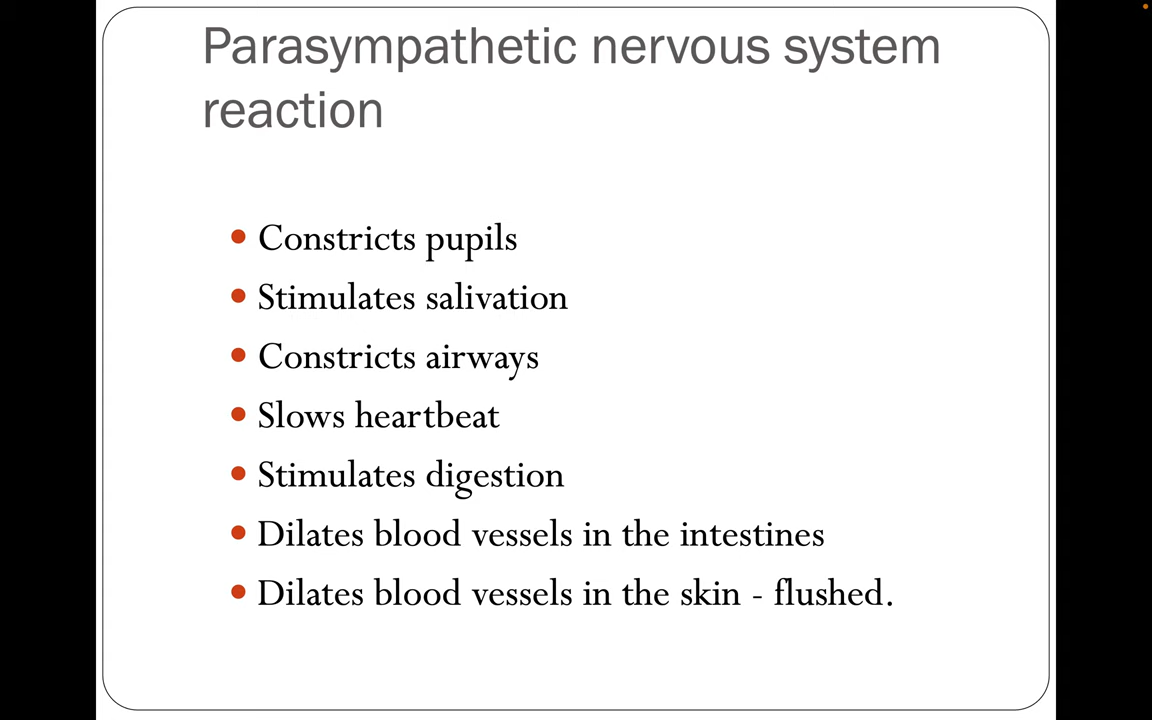 Parasympathetic nervous system
reaction
• Constricts pupils
• Stimulates salivation
• Constricts airways
• Slows heartbeat
• Stimulates digestion
• Dilates blood vessels in the intestines
• Dilates blood vessels in the skin - flushed.